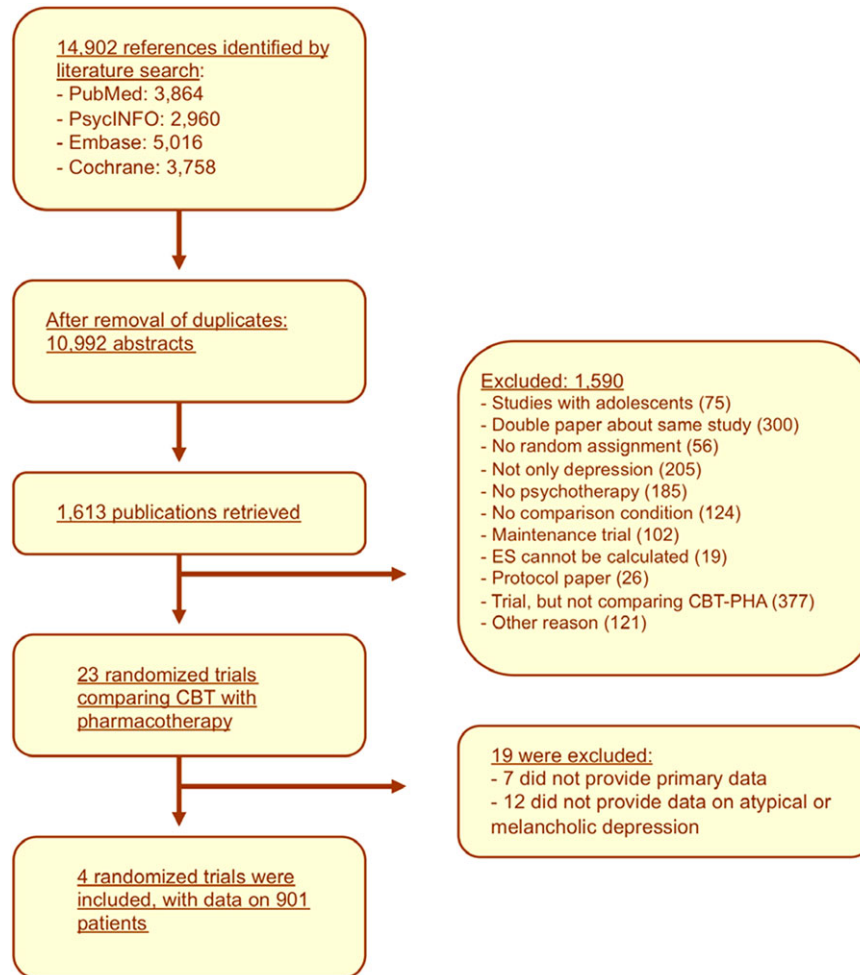 14,902 references identified by
literature search:
- PubMed: 3,864
- PsycINFO: 2,960
- Embase: 5,016
- Cochrane: 3,758
After removal of duplicates:
10,992 abstracts
1,613 publications retrieved
Excluded: 1,590
- Studies with adolescents (75)
- Double paper about same study (300)
- No random assignment (56)
- Not only depression (205)
- No psychotherapy (185)
- No comparison condition (124)
- Maintenance trial (102)
- ES cannot be calculated (19)
- Protocol paper (26)
- Trial, but not comparing CBT-PHA (377)
- Other reason (121)
23 randomized trials
comparing CBT with
pharmacotherapy
19 were excluded:
- 7 did not provide primary data
- 12 did not provide data on atypical or
melancholic depression
4 randomized trials were
included, with data on 901
patients